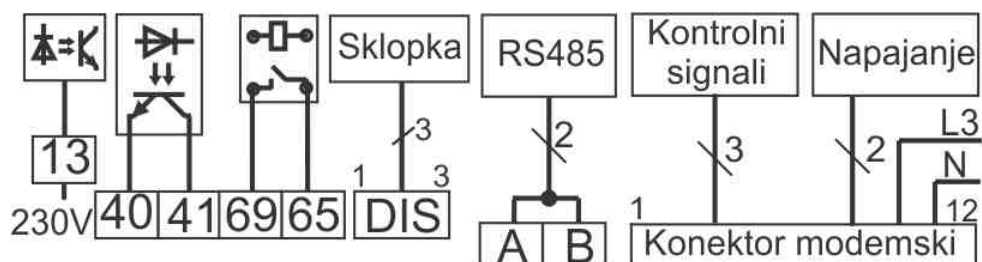 Sklopka
RS485
Kontrolni
signali
Napajanje
3
2
3
2
L3
N
13
230V
40 41 69 65
1 3
DIS
A B
1 12
Konektor modemski